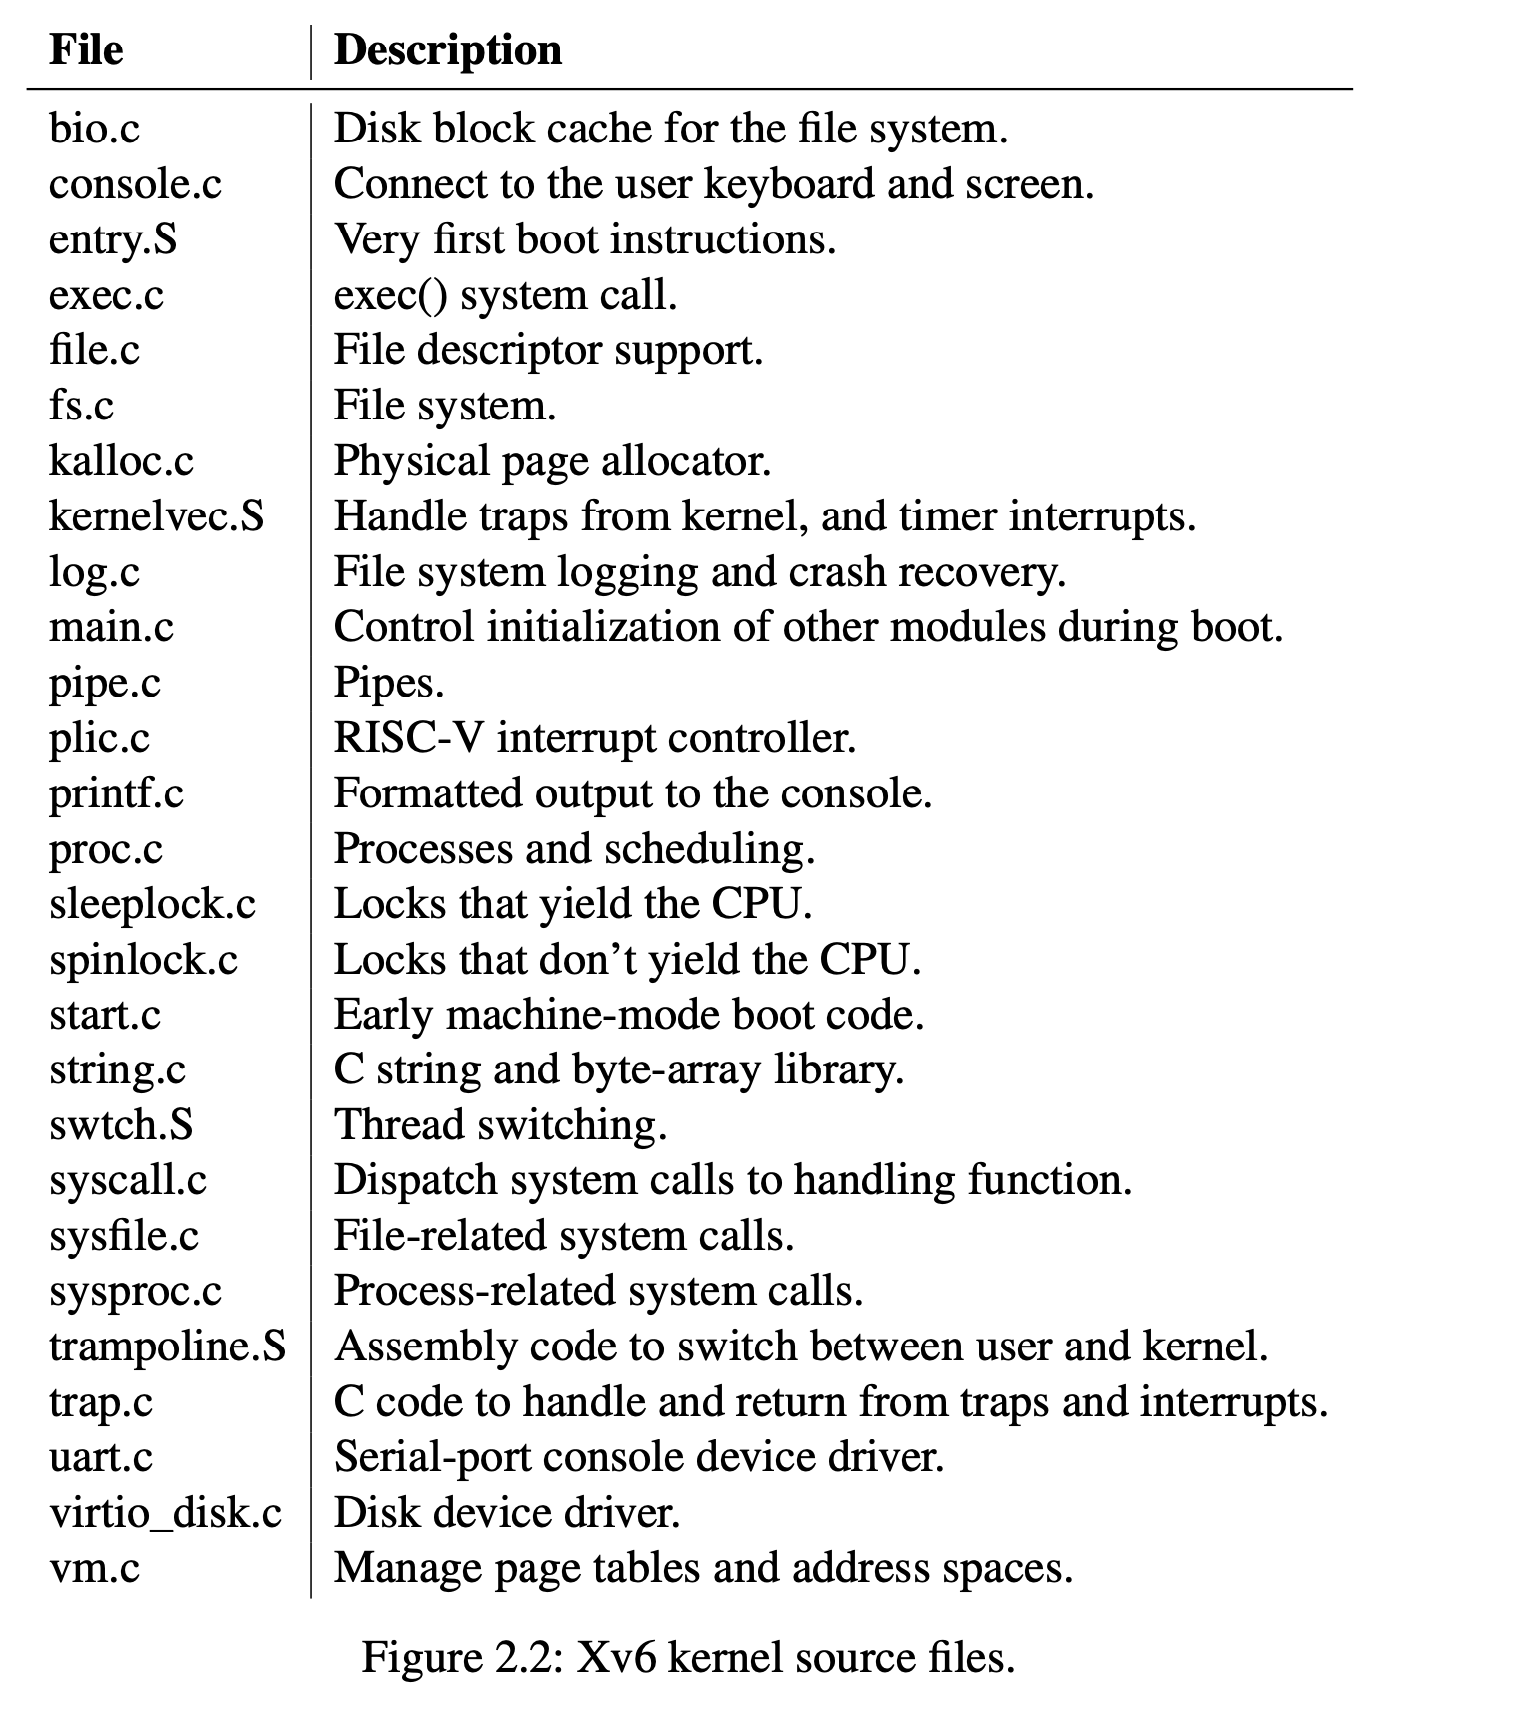 File Description
bio.c Disk block cache for the file system.
console.c Connect to the user keyboard and screen.
entry.S Very first boot instructions.
exec.c exec() system call.
file.c File descriptor support.
fs.c File system.
kalloc.c Physical page allocator.
kernelvec.S Handle traps from kernel, and timer interrupts.
log.c File system logging and crash recovery.
main.c Control initialization of other modules during boot.
pipe.c Pipes.
plic.c RISC-V interrupt controller.
printf.c Formatted output to the console.
proc.c Processes and scheduling.
sleeplock.c Locks that yield the CPU.
spinlock.c Locks that don’t yield the CPU.
start.c Early machine-mode boot code.
string.c C string and byte-array library.
swtch.S Thread switching.
syscall.c Dispatch system calls to handling function.
sysfile.c File-related system calls.
sysproc.c Process-related system calls.
trampoline.S Assembly code to switch between user and kernel.
trap.c C code to handle and return from traps and interrupts.
uart.c Serial-port console device driver.
virtio_disk.c Disk device driver.
vm.c Manage page tables and address spaces.
Figure 2.2: Xv6 kernel source files.